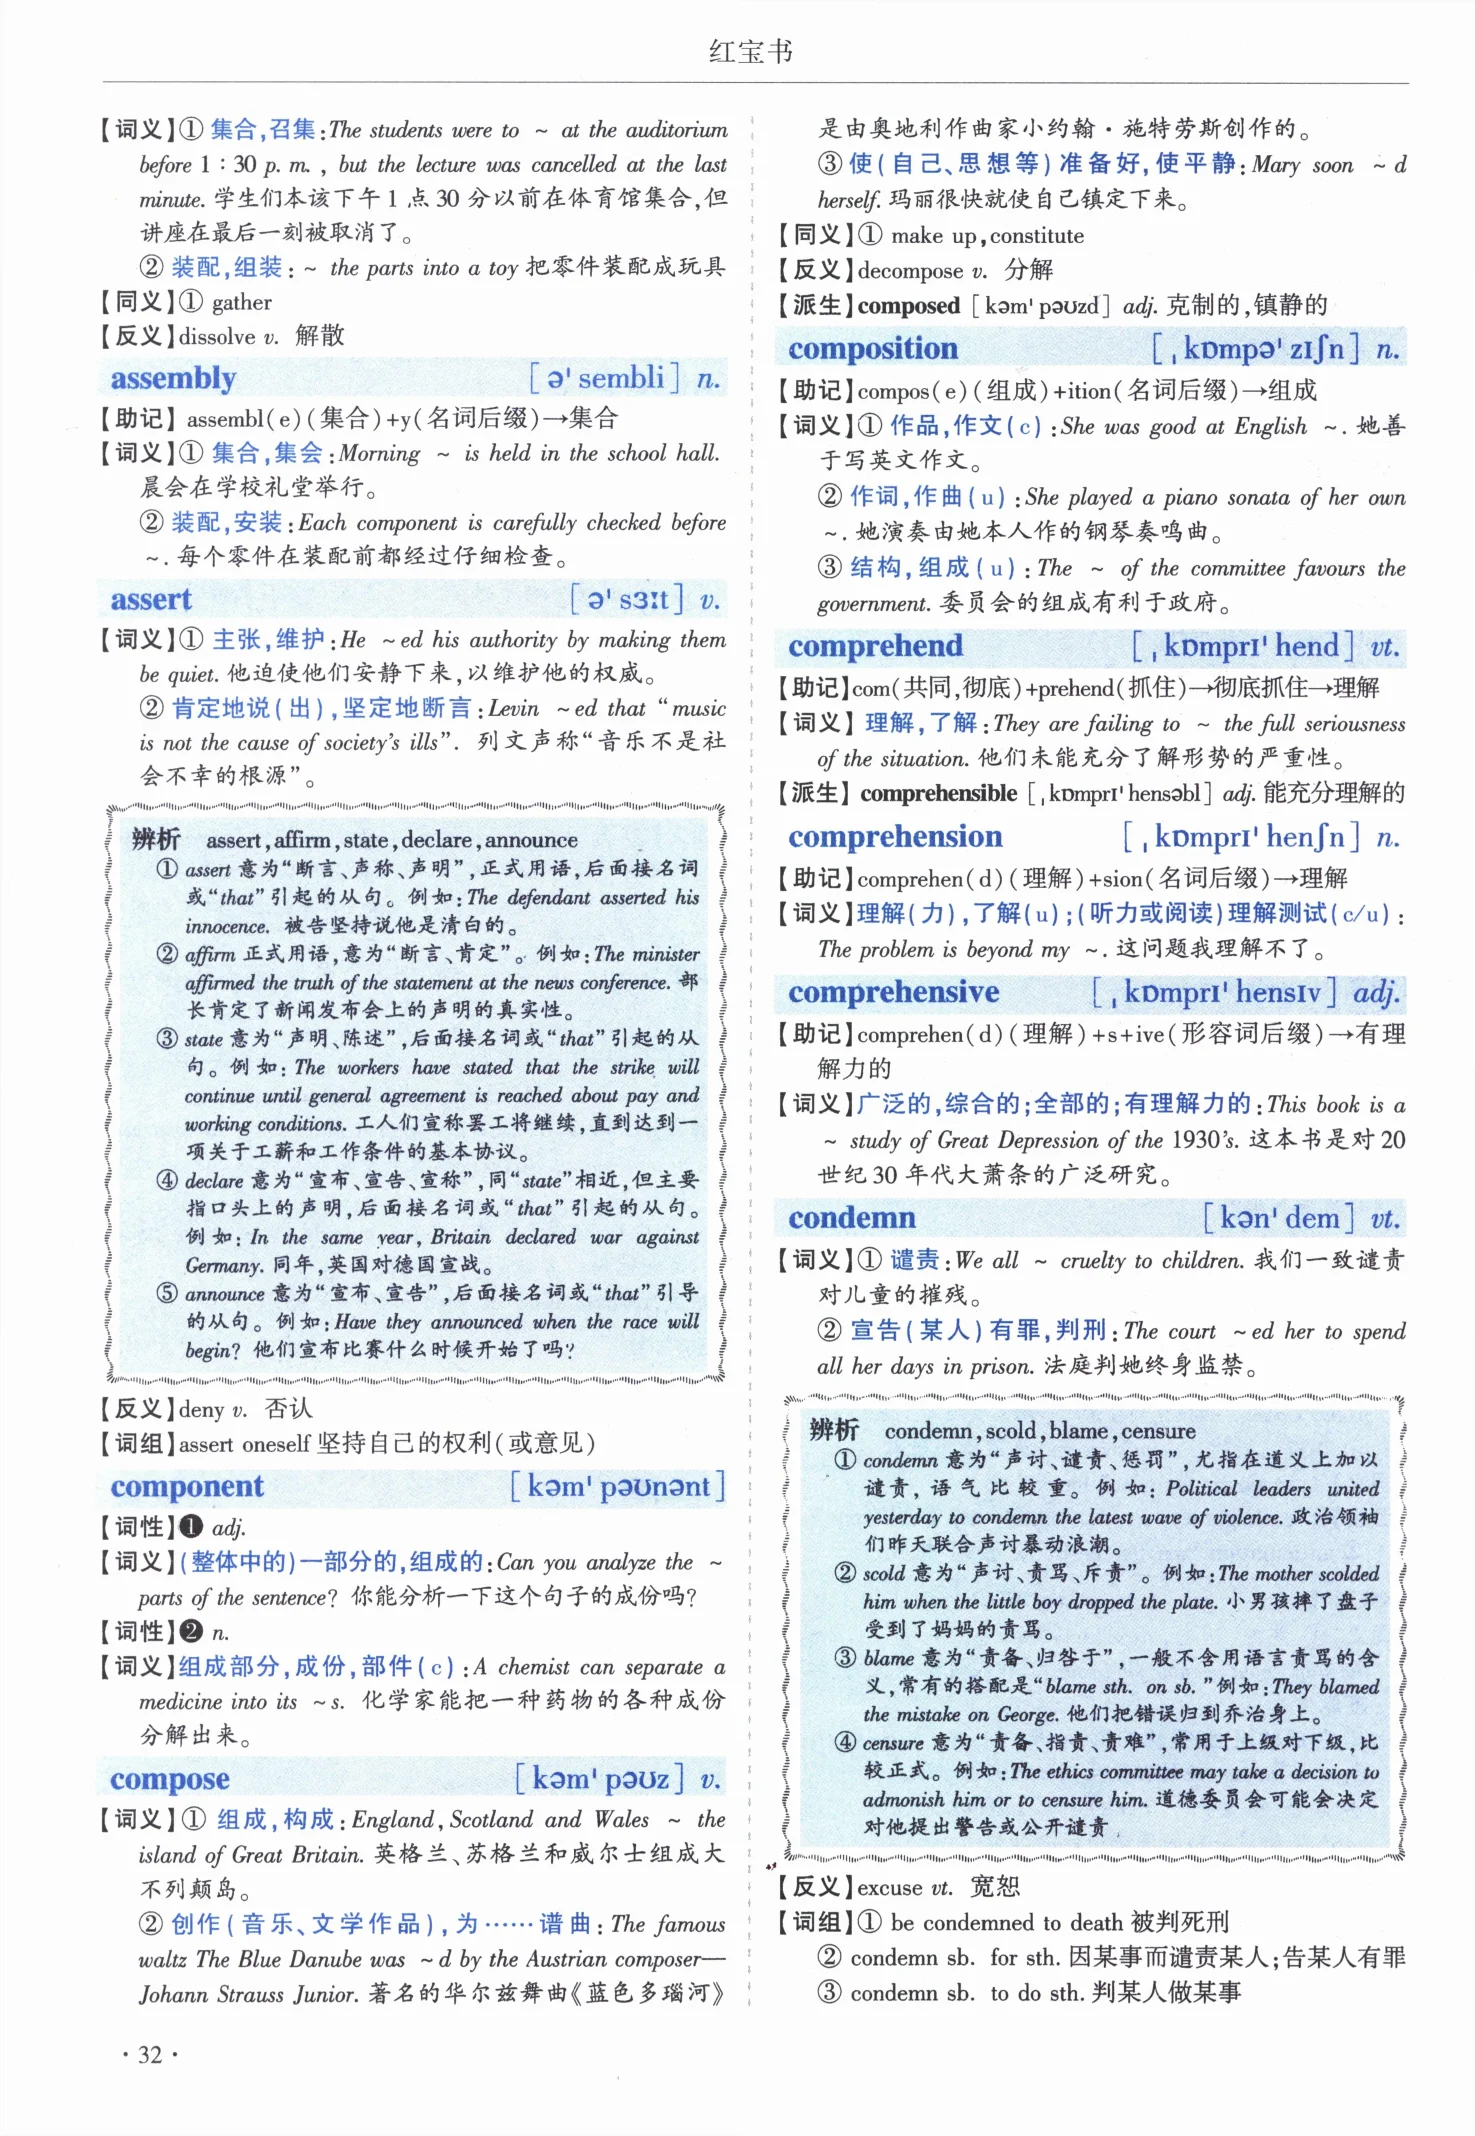 红宝书
【词义】① 集合,召集:The students were to ~ at the auditorium
before 1:30 p. m. , but the lecture was cancelled at the last
minute. 学生们本该下午 1 点 30 分以前在体育馆集合,但
讲座在最后一刻被取消了。
② 装配,组装: ~ the parts into a toy 把零件装配成玩具
【同义】① gather
【反义】dissolve v. 解散
assembly [ əˈsembli ] n.
【助记】 assembl(e)(集合)+y(名词后缀)→集合
【词义】① 集合,集会:Morning ~ is held in the school hall.
晨会在学校礼堂举行。
② 装配,安装:Each component is carefully checked before
~. 每个零件在装配前都经过仔细检查。
assert [ əˈsɜːt ] v.
【词义】① 主张,维护:He ~ed his authority by making them
be quiet. 他迫使他们安静下来,以维护他的权威。
② 肯定地说(出),坚定地断言:Levin ~ed that “music
is not the cause of society’s ills”. 列文声称“音乐不是社
会不幸的根源”。
辨析 assert,affirm,state,declare,announce
① assert 意为“断言、声称、声明”,正式用语,后面接名词
或“that”引起的从句。例如:The defendant asserted his
innocence. 被告坚持说他是清白的。
② affirm 正式用语,意为“断言、肯定”。例如:The minister
affirmed the truth of the statement at the news conference. 部
长肯定了新闻发布会上的声明的真实性。
③ state 意为“声明、陈述”,后面接名词或“that”引起的从
句。例如: The workers have stated that the strike will
continue until general agreement is reached about pay and
working conditions. 工人们宣称罢工将继续,直到达到一
项关于工薪和工作条件的基本协议。
④ declare 意为“宣布、宣告、宣称”,同“state”相近,但主要
指口头上的声明,后面接名词或“that”引起的从句。
例如: In the same year, Britain declared war against
Germany. 同年,英国对德国宣战。
⑤ announce 意为“宣布、宣告”,后面接名词或“that”引导
的从句。例如:Have they announced when the race will
begin? 他们宣布比赛什么时候开始了吗?
【反义】deny v. 否认
【词组】assert oneself 坚持自己的权利(或意见)
component [ kəmˈpəʊnənt ]
【词性】❶ adj.
【词义】(整体中的)一部分的,组成的:Can you analyze the ~
parts of the sentence? 你能分析一下这个句子的成份吗?
【词性】❷ n.
【词义】组成部分,成份,部件(c):A chemist can separate a
medicine into its ~s. 化学家能把一种药物的各种成份
分解出来。
compose [ kəmˈpəʊz ] v.
【词义】① 组成,构成:England, Scotland and Wales ~ the
island of Great Britain. 英格兰、苏格兰和威尔士组成大
不列颠岛。
② 创作(音乐、文学作品),为……谱曲: The famous
waltz The Blue Danube was ~d by the Austrian composer—
Johann Strauss Junior. 著名的华尔兹舞曲《蓝色多瑙河》
是由奥地利作曲家小约翰·施特劳斯创作的。
③ 使(自己、思想等)准备好,使平静:Mary soon ~d
herself. 玛丽很快就使自己镇定下来。
【同义】① make up,constitute
【反义】decompose v. 分解
【派生】composed [ kəmˈpəʊzd ] adj. 克制的,镇静的
composition [ ˌkɒmpəˈzɪʃn ] n.
【助记】compos(e)(组成)+ition(名词后缀)→组成
【词义】① 作品,作文(c):She was good at English ~. 她善
于写英文作文。
② 作词,作曲(u):She played a piano sonata of her own
~. 她演奏由她本人作的钢琴奏鸣曲。
③ 结构,组成(u): The ~ of the committee favours the
government. 委员会的组成有利于政府。
comprehend [ ˌkɒmprɪˈhend ] vt.
【助记】com(共同,彻底)+prehend(抓住)→彻底抓住→理解
【词义】 理解,了解:They are failing to ~ the full seriousness
of the situation. 他们未能充分了解形势的严重性。
【派生】 comprehensible [ ˌkɒmprɪˈhensəbl ] adj. 能充分理解的
comprehension [ ˌkɒmprɪˈhenʃn ] n.
【助记】comprehen(d)(理解)+sion(名词后缀)→理解
【词义】理解(力),了解(u);(听力或阅读)理解测试(c/u):
The problem is beyond my ~. 这问题我理解不了。
comprehensive [ ˌkɒmprɪˈhensɪv ] adj.
【助记】comprehen(d)(理解)+s+ive(形容词后缀)→有理
解力的
【词义】广泛的,综合的;全部的;有理解力的:This book is a
~ study of Great Depression of the 1930’s. 这本书是对 20
世纪 30 年代大萧条的广泛研究。
condemn [ kənˈdem ] vt.
【词义】① 谴责:We all ~ cruelty to children. 我们一致谴责
对儿童的摧残。
② 宣告(某人)有罪,判刑:The court ~ed her to spend
all her days in prison. 法庭判她终身监禁。
辨析 condemn,scold,blame,censure
① condemn 意为“声讨、谴责、惩罚”,尤指在道义上加以
谴责,语气比较重。例如: Political leaders united
yesterday to condemn the latest wave of violence. 政治领袖
们昨天联合声讨暴动浪潮。
② scold 意为“声讨、责骂、斥责”。例如:The mother scolded
him when the little boy dropped the plate. 小男孩摔了盘子
受到了妈妈的责骂。
③ blame 意为“责备、归咎于”,一般不含用语言责骂的含
义,常有的搭配是“blame sth. on sb. ”例如:They blamed
the mistake on George. 他们把错误归到乔治身上。
④ censure 意为“责备、指责、责难”,常用于上级对下级,比
较正式。例如:The ethics committee may take a decision to
admonish him or to censure him. 道德委员会可能会决定
对他提出警告或公开谴责.
【反义】excuse vt. 宽恕
【词组】① be condemned to death 被判死刑
② condemn sb. for sth. 因某事而谴责某人;告某人有罪
③ condemn sb. to do sth. 判某人做某事
· 32 ·